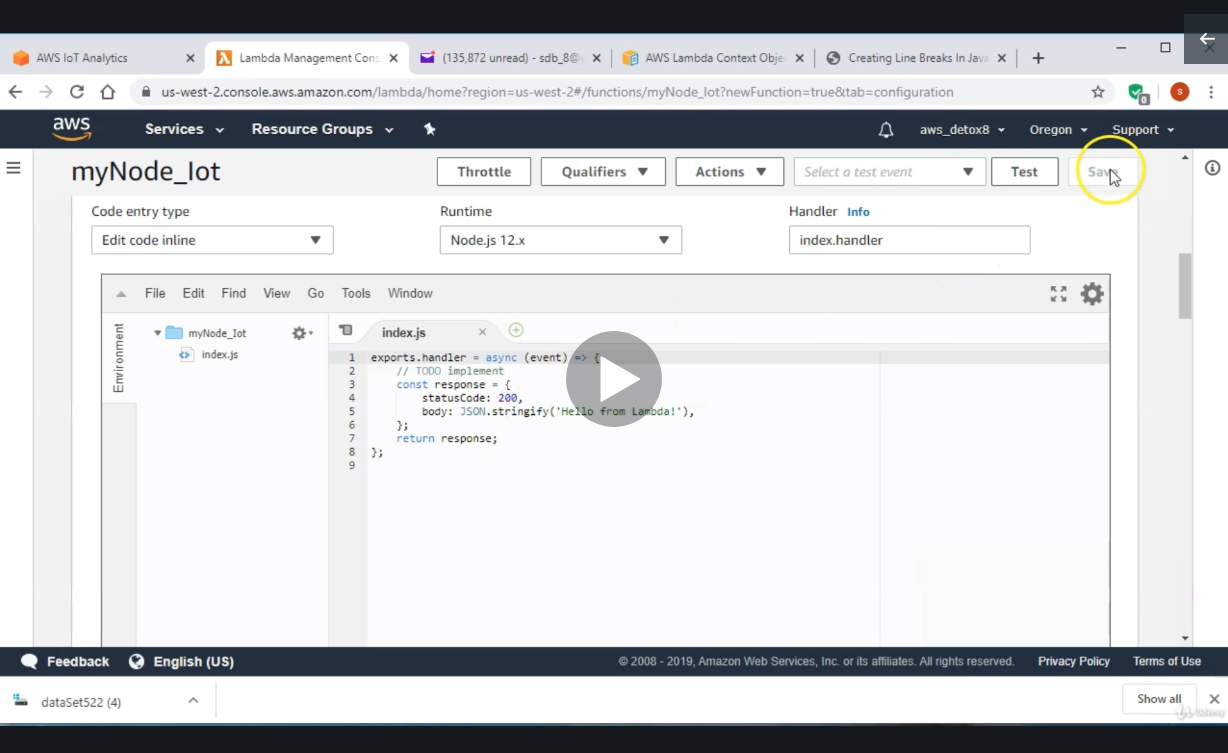 AWS IoT Analytics
Lambda Management Cons
(135,872 unread) - sdb_8@
AWS Lambda Context Obje
Creating Line Breaks In Java
us-west-2.console.aws.amazon.com/lambda/home?region=us-west-2#/functions/myNode_Iot?newFunction=true&tab=configuration
0
s
aws
Services
Resource Groups
aws_detox8
Oregon
Support
myNode_Iot
Throttle
Qualifiers
Actions
Select a test event
Test
Save
Code entry type
Runtime
Handler Info
Edit code inline
Node.js 12.x
index.handler
File Edit Find View Go Tools Window
Environment
myNode_Iot
index.js
index.js
1 exports.handler = async (event) => {
2 // TODO implement
3 const response = {
4 statusCode: 200,
5 body: JSON.stringify('Hello from Lambda!'),
6 };
7 return response;
8 };
9
Feedback
English (US)
© 2008 - 2019, Amazon Web Services, Inc. or its affiliates. All rights reserved.
Privacy Policy
Terms of Use
dataSet522 (4)
Show all
Udemy